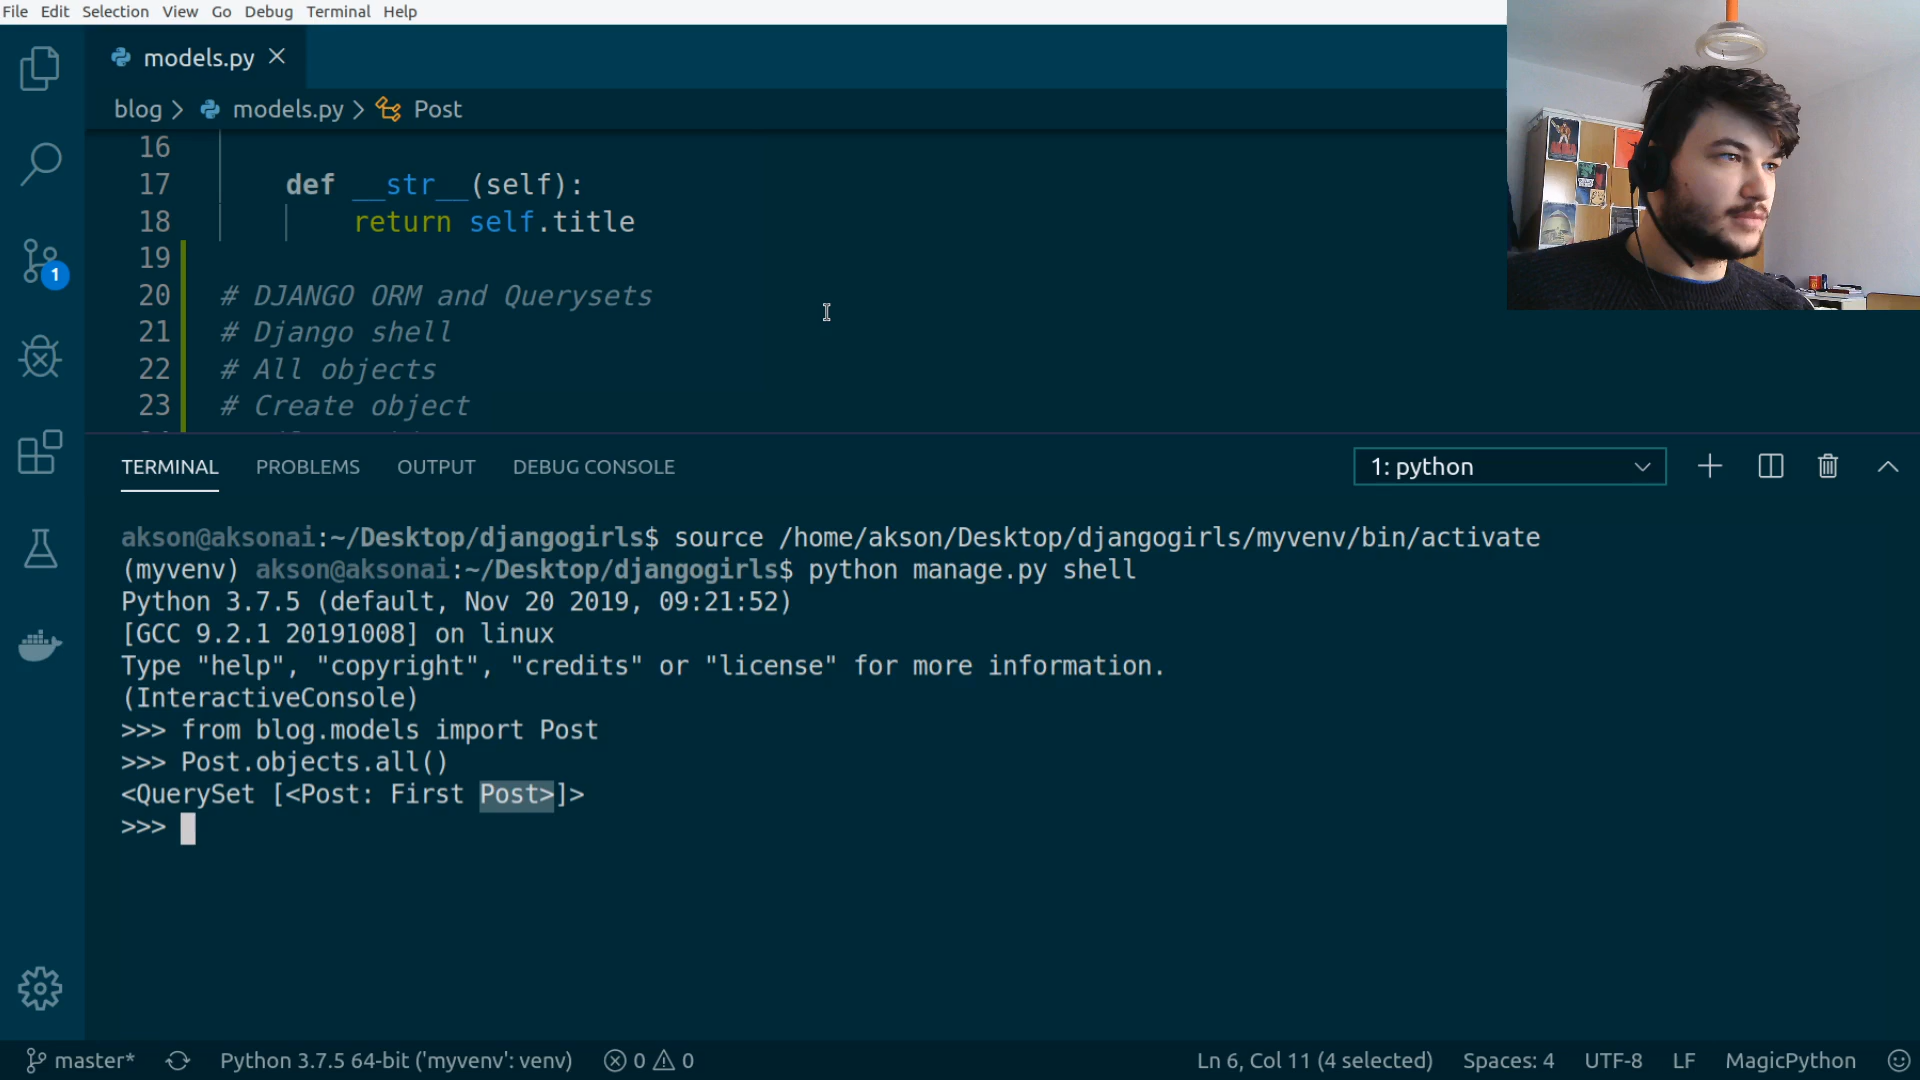 File Edit Selection View Go Debug Terminal Help
models.py
blog > models.py > Post
16
17 def __str__(self):
18 return self.title
19
20 # DJANGO ORM and Querysets
21 # Django shell
22 # All objects
23 # Create object
TERMINAL PROBLEMS OUTPUT DEBUG CONSOLE 1: python
akson@aksonai:~/Desktop/djangogirls$ source /home/akson/Desktop/djangogirls/myvenv/bin/activate
(myvenv) akson@aksonai:~/Desktop/djangogirls$ python manage.py shell
Python 3.7.5 (default, Nov 20 2019, 09:21:52)
[GCC 9.2.1 20191008] on linux
Type "help", "copyright", "credits" or "license" for more information.
(InteractiveConsole)
>>> from blog.models import Post
>>> Post.objects.all()
<QuerySet [<Post: First Post>]>
>>>
1
master* Python 3.7.5 64-bit ('myvenv': venv) 0 0 Ln 6, Col 11 (4 selected) Spaces: 4 UTF-8 LF MagicPython